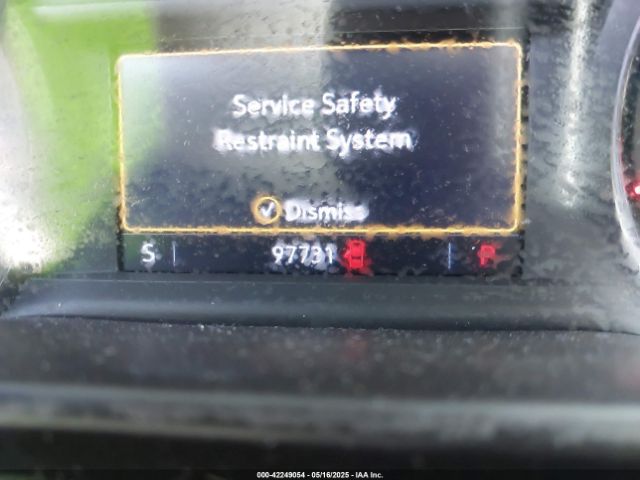 Service Safety
Restraint System
Dismiss
S 97731 P
000-42249054 - 05/16/2025 - IAA Inc.